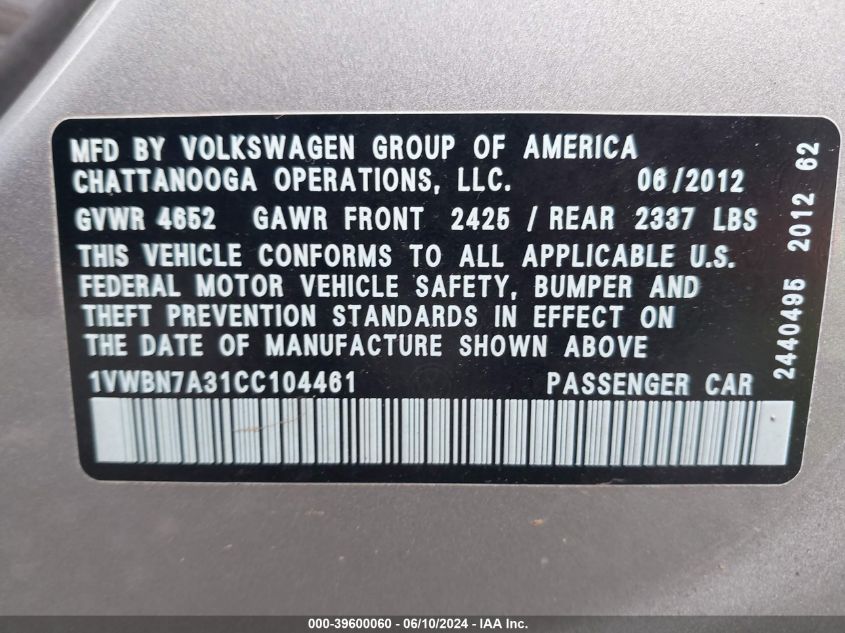 MFD BY VOLKSWAGEN GROUP OF AMERICA
CHATTANOOGA OPERATIONS, LLC. 06/2012
GVWR 4652 GAWR FRONT 2425 / REAR 2337 LBS
THIS VEHICLE CONFORMS TO ALL APPLICABLE U.S.
FEDERAL MOTOR VEHICLE SAFETY, BUMPER AND
THEFT PREVENTION STANDARDS IN EFFECT ON
THE DATE OF MANUFACTURE SHOWN ABOVE
1VWBN7A31CC104461 PASSENGER CAR
2440495 2012 62
000-39600060 - 06/10/2024 - IAA Inc.